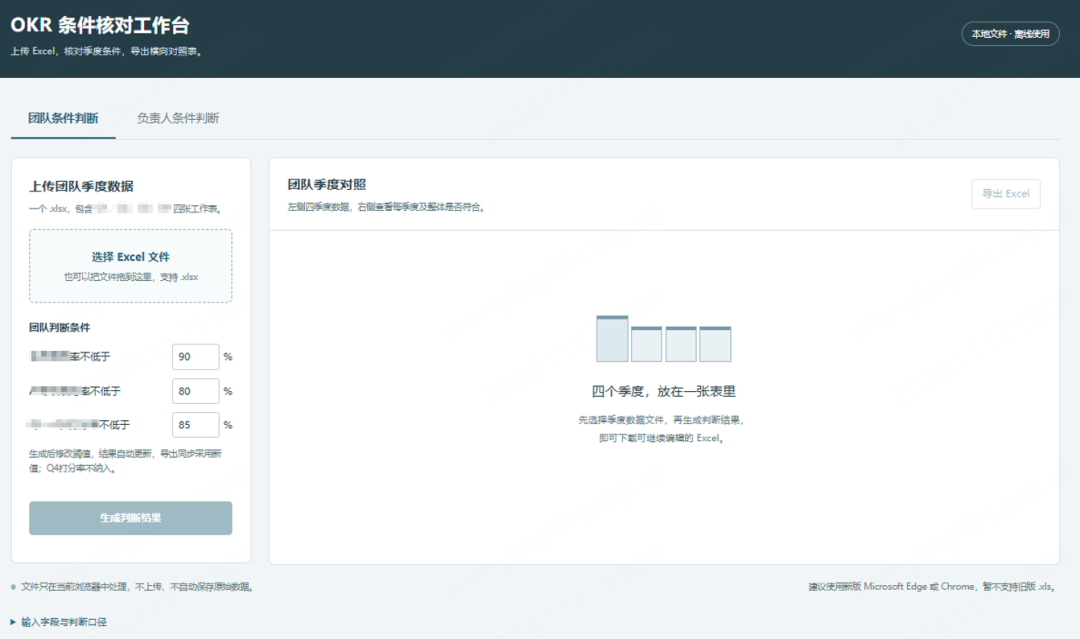 OKR 条件核对工作台
上传 Excel，核对季度条件，导出横向对照表。
本地文件 · 离线使用
团队条件判断
负责人条件判断
上传团队季度数据
一个 .xlsx，包含 四张工作表。
选择 Excel 文件
也可以把文件拖到这里，支持 .xlsx
团队判断条件
率不低于 90 %
率不低于 80 %
不低于 85 %
生成后修改阈值，结果自动更新，导出同步采用新
值；Q4打分率不纳入。
生成判断结果
团队季度对照
左侧四季度数据，右侧查看每季度及整体是否符合。
导出 Excel
四个季度，放在一张表里
先选择季度数据文件，再生成判断结果，
即可下载可继续编辑的 Excel。
文件只在当前浏览器中处理，不上传、不自动保存原始数据。
建议使用新版 Microsoft Edge 或 Chrome，暂不支持旧版 .xls。
输入字段与判断口径